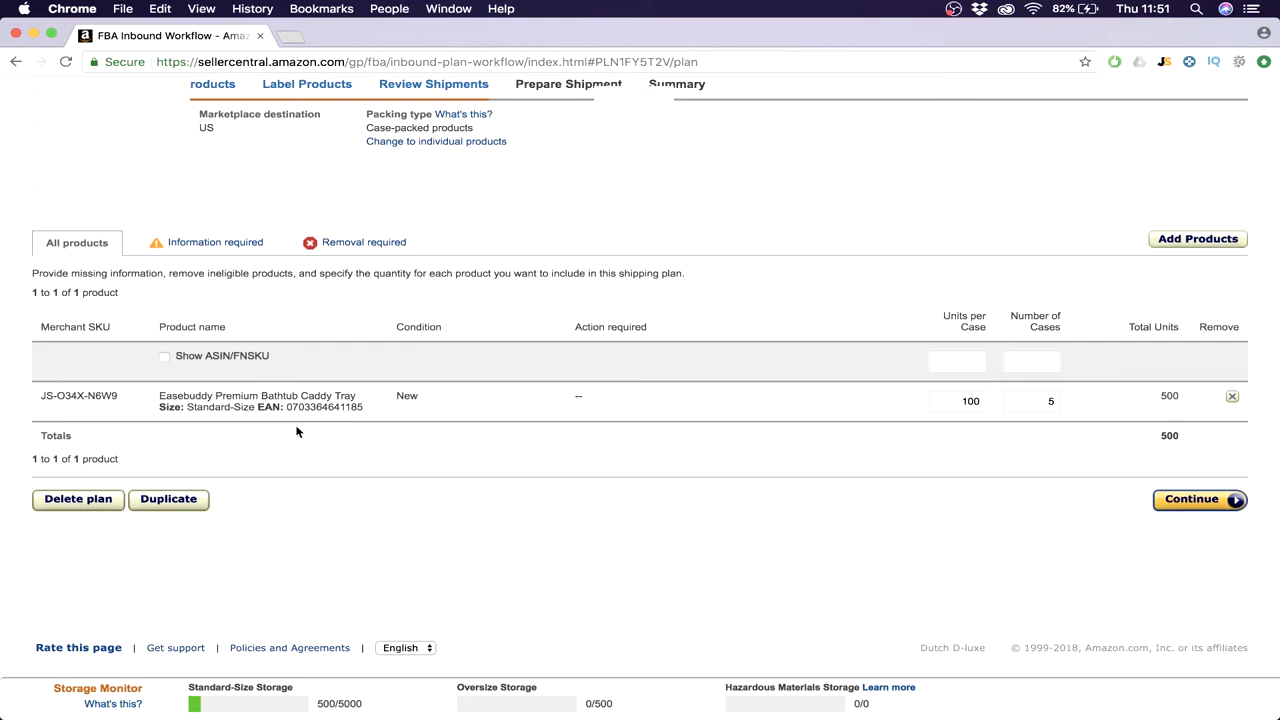 Chrome File Edit View History Bookmarks People Window Help 82% Thu 11:51
FBA Inbound Workflow - Amaz
Secure https://sellercentral.amazon.com/gp/fba/inbound-plan-workflow/index.html#PLN1FY5T2V/plan JS IQ
roducts Label Products Review Shipments Prepare Shipment Summary
Marketplace destination Packing type What's this?
US Case-packed products
Change to individual products
All products Information required Removal required Add Products
Provide missing information, remove ineligible products, and specify the quantity for each product you want to include in this shipping plan.
1 to 1 of 1 product
Merchant SKU Product name Condition Action required Units per Case Number of Cases Total Units Remove
Show ASIN/FNSKU
JS-O34X-N6W9 Easebuddy Premium Bathtub Caddy Tray New -- 100 5 500
Size: Standard-Size EAN: 0703364641185
Totals 500
1 to 1 of 1 product
Delete plan Duplicate Continue
Rate this page | Get support | Policies and Agreements | English Dutch D-luxe © 1999-2018, Amazon.com, Inc. or its affiliates
Storage Monitor Standard-Size Storage Oversize Storage Hazardous Materials Storage Learn more
What's this? 500/5000 0/500 0/0